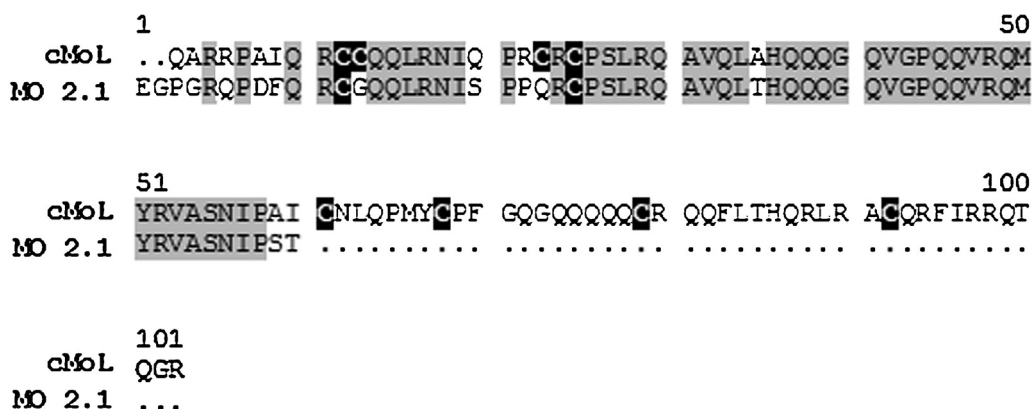 1 50
cMoL ..QARRPAIQ RCCQQLRNIQ PRCRCPSLRQ AVQLAHQQQG QVGPQQVRQM
MO 2.1 EGPGRQPDFQ RCGQQLRNIS PPQRCPSLRQ AVQLTHQQQG QVGPQQVRQM
51 100
cMoL YRVASNIPAI CNLQPMYCPF GQGQQQQQCR QQFLTHQRLR ACQRFIRRQT
MO 2.1 YRVASNIPST .......... .......... .......... ..........
101
cMoL QGR
MO 2.1 ...